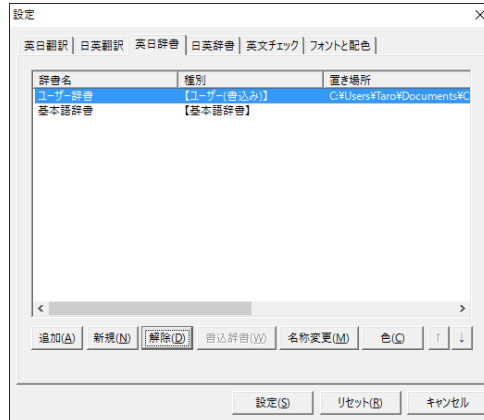 設定
英日翻訳 日英翻訳 英日辞書 日英辞書 英文チェック フォントと配色
辞書名 種別 置き場所
ユーザー辞書 【ユーザー(書込み)】 C:¥Users¥Taro¥Documents¥C
基本語辞書 【基本語辞書】
追加(A) 新規(N) 解除(D) 書込辞書(W) 名称変更(M) 色(C) ↑ ↓
設定(S) リセット(R) キャンセル